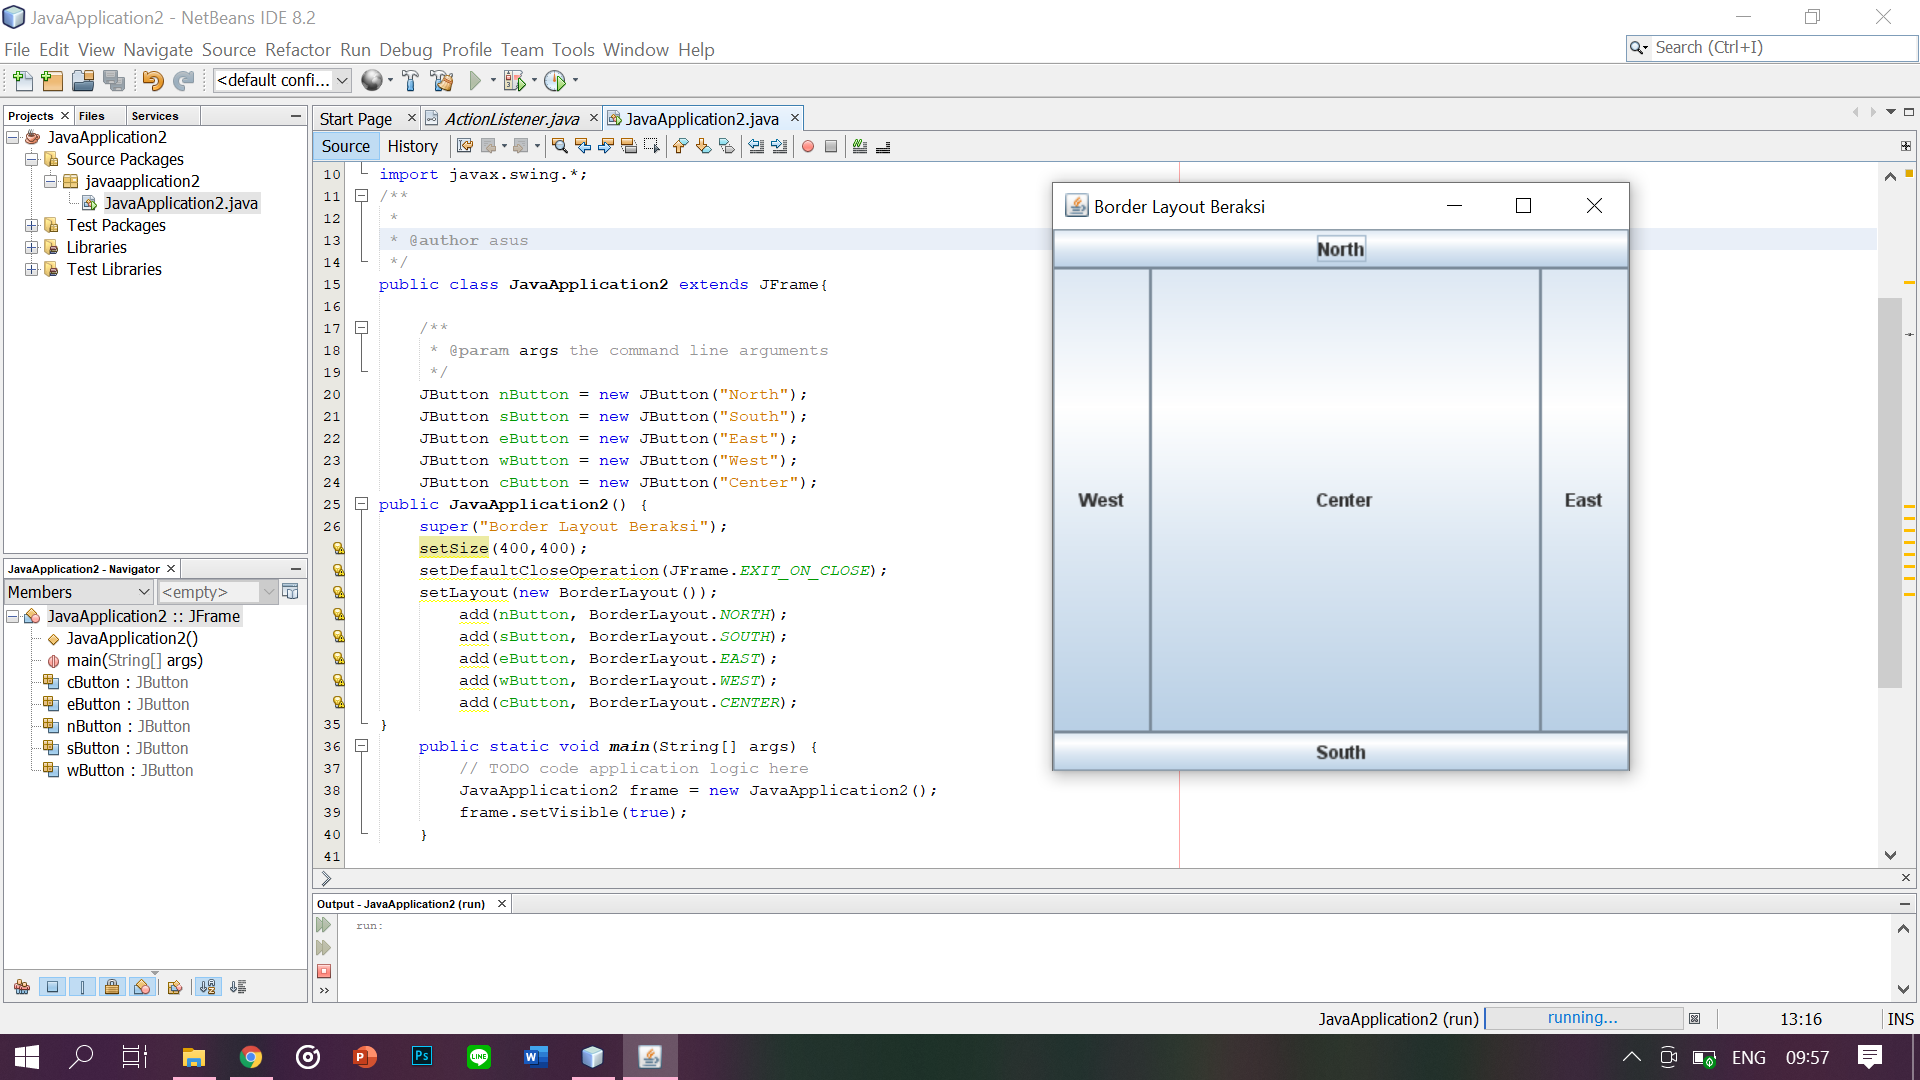 JavaApplication2 - NetBeans IDE 8.2
File Edit View Navigate Source Refactor Run Debug Profile Team Tools Window Help
Search (Ctrl+I)
<default confi...
Projects Files Services
JavaApplication2
Source Packages
javaapplication2
JavaApplication2.java
Test Packages
Libraries
Test Libraries
JavaApplication2 - Navigator
Members <empty>
JavaApplication2 :: JFrame
JavaApplication2()
main(String[] args)
cButton : JButton
eButton : JButton
nButton : JButton
sButton : JButton
wButton : JButton
Start Page ActionListener.java JavaApplication2.java
Source History
10 import javax.swing.*;
11 /**
12 *
13 * @author asus
14 */
15 public class JavaApplication2 extends JFrame{
16
17 /**
18 * @param args the command line arguments
19 */
20 JButton nButton = new JButton("North");
21 JButton sButton = new JButton("South");
22 JButton eButton = new JButton("East");
23 JButton wButton = new JButton("West");
24 JButton cButton = new JButton("Center");
25 public JavaApplication2() {
26 super("Border Layout Beraksi");
setSize(400,400);
setDefaultCloseOperation(JFrame.EXIT_ON_CLOSE);
setLayout(new BorderLayout());
add(nButton, BorderLayout.NORTH);
add(sButton, BorderLayout.SOUTH);
add(eButton, BorderLayout.EAST);
add(wButton, BorderLayout.WEST);
add(cButton, BorderLayout.CENTER);
35 }
36 public static void main(String[] args) {
37 // TODO code application logic here
38 JavaApplication2 frame = new JavaApplication2();
39 frame.setVisible(true);
40 }
41
Border Layout Beraksi
North
West Center East
South
Output - JavaApplication2 (run)
run:
JavaApplication2 (run) running... 13:16 INS
ENG 09:57